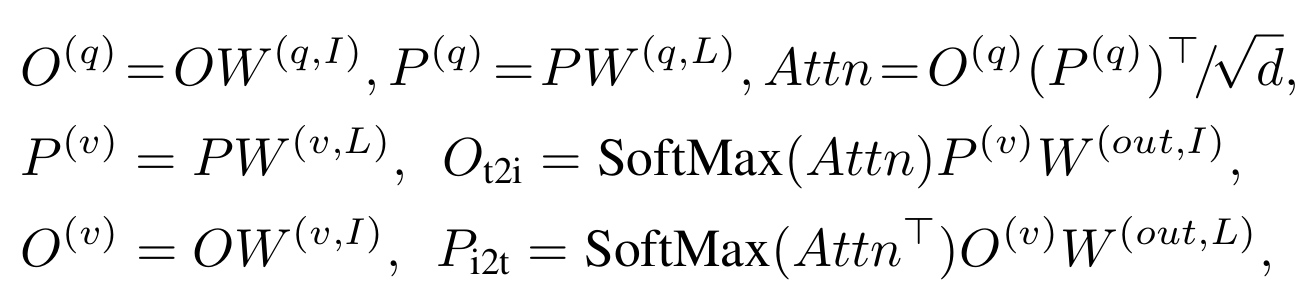 O^{(q)} = OW^{(q,I)}, P^{(q)} = PW^{(q,L)}, Attn = O^{(q)}(P^{(q)})^⊤/√d,
P^{(v)} = PW^{(v,L)}, O_{t2i} = SoftMax(Attn)P^{(v)}W^{(out,I)},
O^{(v)} = OW^{(v,I)}, P_{i2t} = SoftMax(Attn^⊤)O^{(v)}W^{(out,L)},